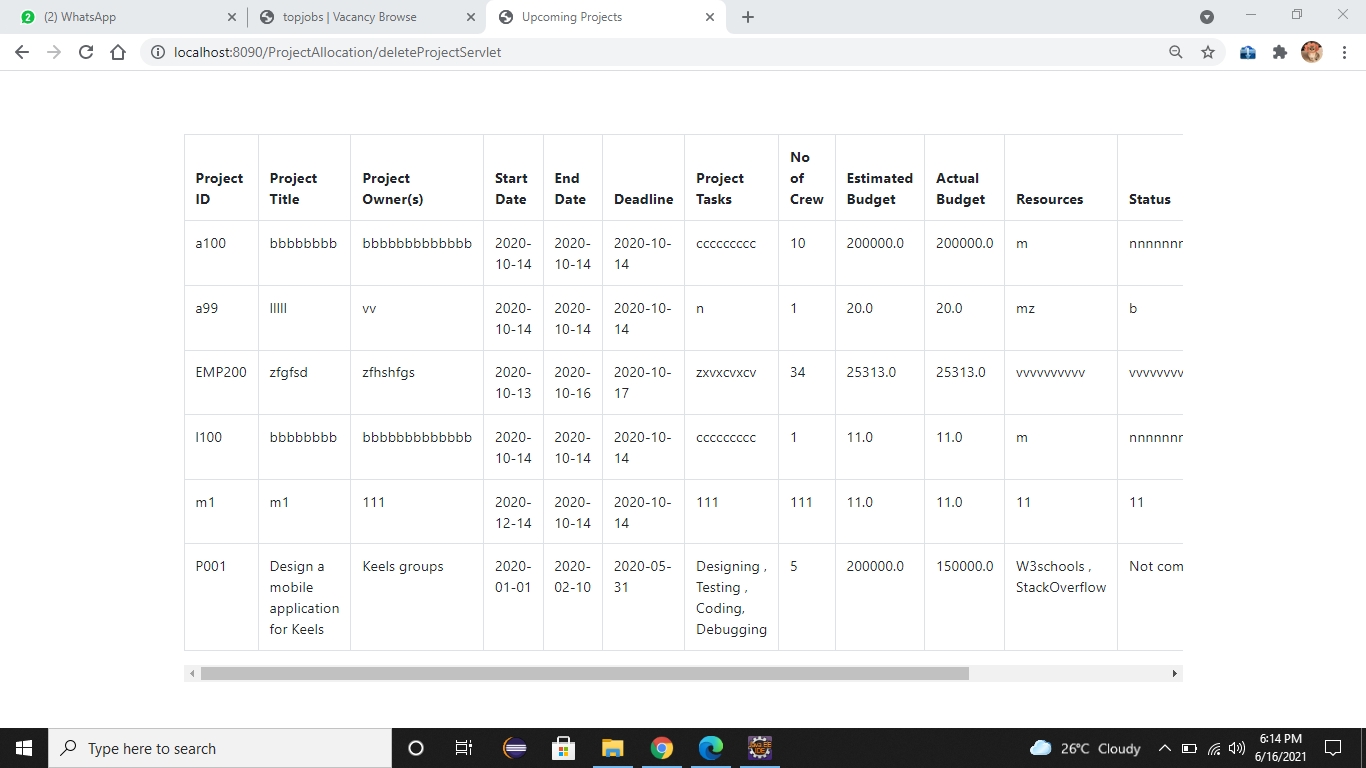 2 (2) WhatsApp topjobs | Vacancy Browse Upcoming Projects
localhost:8090/ProjectAllocation/deleteProjectServlet
Project ID Project Title Project Owner(s) Start Date End Date Deadline Project Tasks No of Crew Estimated Budget Actual Budget Resources Status
a100 bbbbbbbb bbbbbbbbbbbbb 2020-10-14 2020-10-14 2020-10-14 ccccccccc 10 200000.0 200000.0 m nnnnnnr
a99 lllll vv 2020-10-14 2020-10-14 2020-10-14 n 1 20.0 20.0 mz b
EMP200 zfgfsd zfhshfgs 2020-10-13 2020-10-16 2020-10-17 zxvxcvxcv 34 25313.0 25313.0 vvvvvvvvvv vvvvvvvv
l100 bbbbbbbb bbbbbbbbbbbbb 2020-10-14 2020-10-14 2020-10-14 ccccccccc 1 11.0 11.0 m nnnnnnr
m1 m1 111 2020-12-14 2020-10-14 2020-10-14 111 111 11.0 11.0 11 11
P001 Design a mobile application for Keels Keels groups 2020-01-01 2020-02-10 2020-05-31 Designing , Testing , Coding, Debugging 5 200000.0 150000.0 W3schools , StackOverflow Not com
Type here to search
Java EE IDE
26°C Cloudy
6:14 PM
6/16/2021